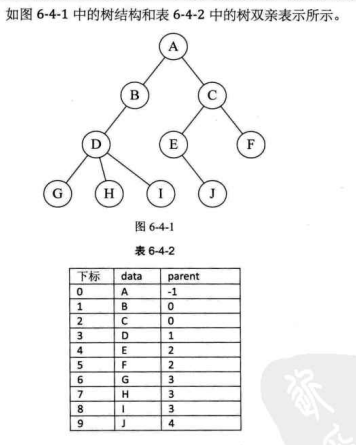 如图 6-4-1 中的树结构和表 6-4-2 中的树双亲表示所示。
A
B
C
D
E
F
G
H
I
J
图 6-4-1
表 6-4-2
下标 data parent
0 A -1
1 B 0
2 C 0
3 D 1
4 E 2
5 F 2
6 G 3
7 H 3
8 I 3
9 J 4